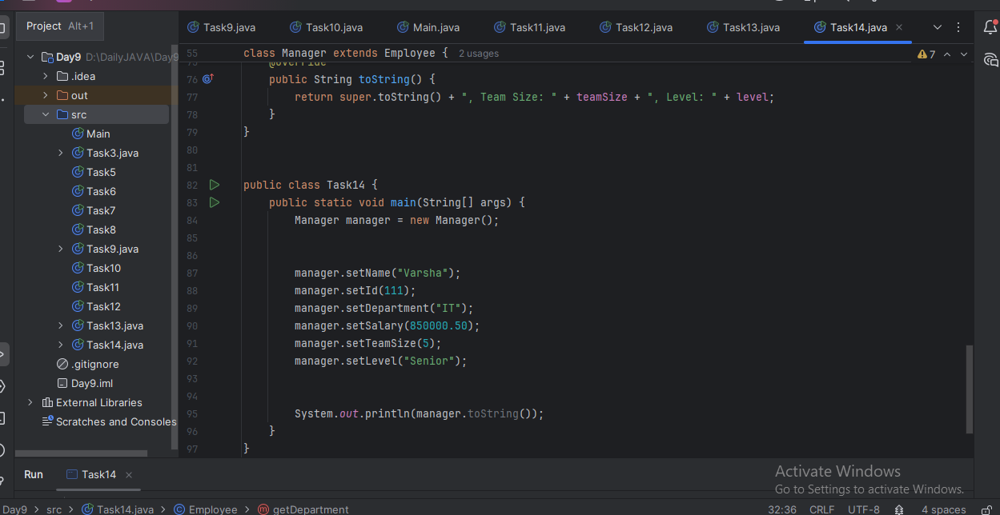 Project Alt+1
Task9.java Task10.java Main.java Task11.java Task12.java Task13.java Task14.java
Day9 D:\DailyJAVA\Day9
.idea
out
src
Main
Task3.java
Task5
Task6
Task7
Task8
Task9.java
Task10
Task11
Task12
Task13.java
Task14.java
.gitignore
Day9.iml
External Libraries
Scratches and Consoles
55 class Manager extends Employee { 2 usages
7
75 @Override
76 public String toString() {
77 return super.toString() + ", Team Size: " + teamSize + ", Level: " + level;
78 }
79 }
80
81
82 public class Task14 {
83 public static void main(String[] args) {
84 Manager manager = new Manager();
85
86
87 manager.setName("Varsha");
88 manager.setId(111);
89 manager.setDepartment("IT");
90 manager.setSalary(850000.50);
91 manager.setTeamSize(5);
92 manager.setLevel("Senior");
93
94
95 System.out.println(manager.toString());
96 }
97 }
Run Task14
Activate Windows
Go to Settings to activate Windows.
Day9 src Task14.java Employee getDepartment 32:36 CRLF UTF-8 4 spaces